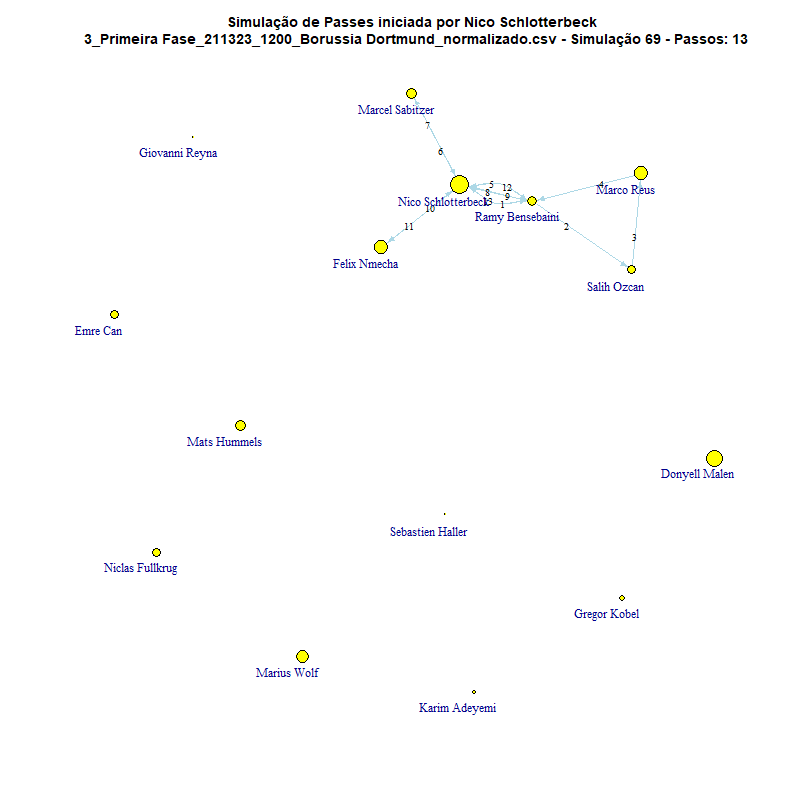 Simulação de Passes iniciada por Nico Schlotterbeck
3_Primeira Fase_211323_1200_Borussia Dortmund_normalizado.csv - Simulação 69 - Passos: 13
Marcel Sabitzer
7
Giovanni Reyna
6
5
12
4
Marco Reus
8
9
Nico Schlotterbeck
13
1
10
Ramy Bensebaini
11
2
3
Felix Nmecha
Salih Ozcan
Emre Can
Mats Hummels
Donyell Malen
Sebastien Haller
Niclas Fullkrug
Gregor Kobel
Marius Wolf
Karim Adeyemi